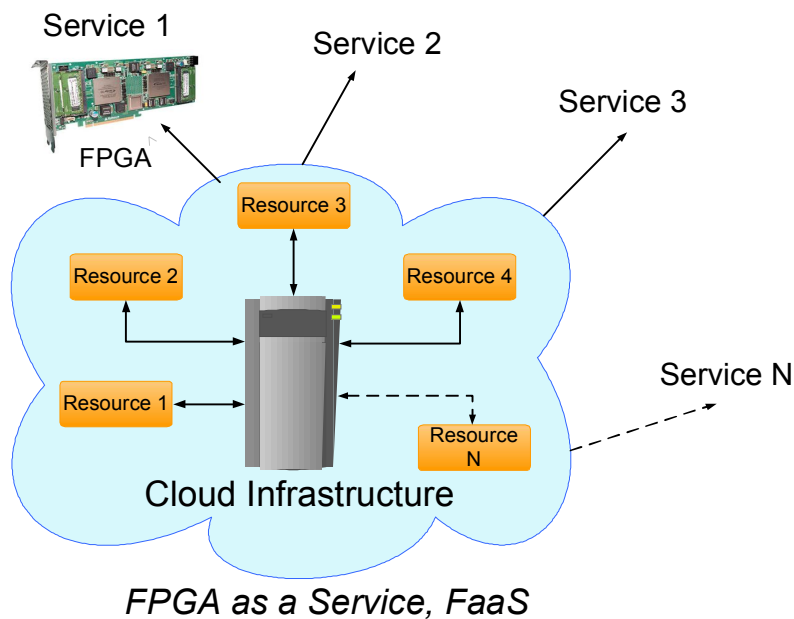 Service 1
Service 2
Service 3
FPGA
Resource 3
Resource 2
Resource 4
Service N
Resource 1
Resource
N
Cloud Infrastructure
FPGA as a Service, FaaS